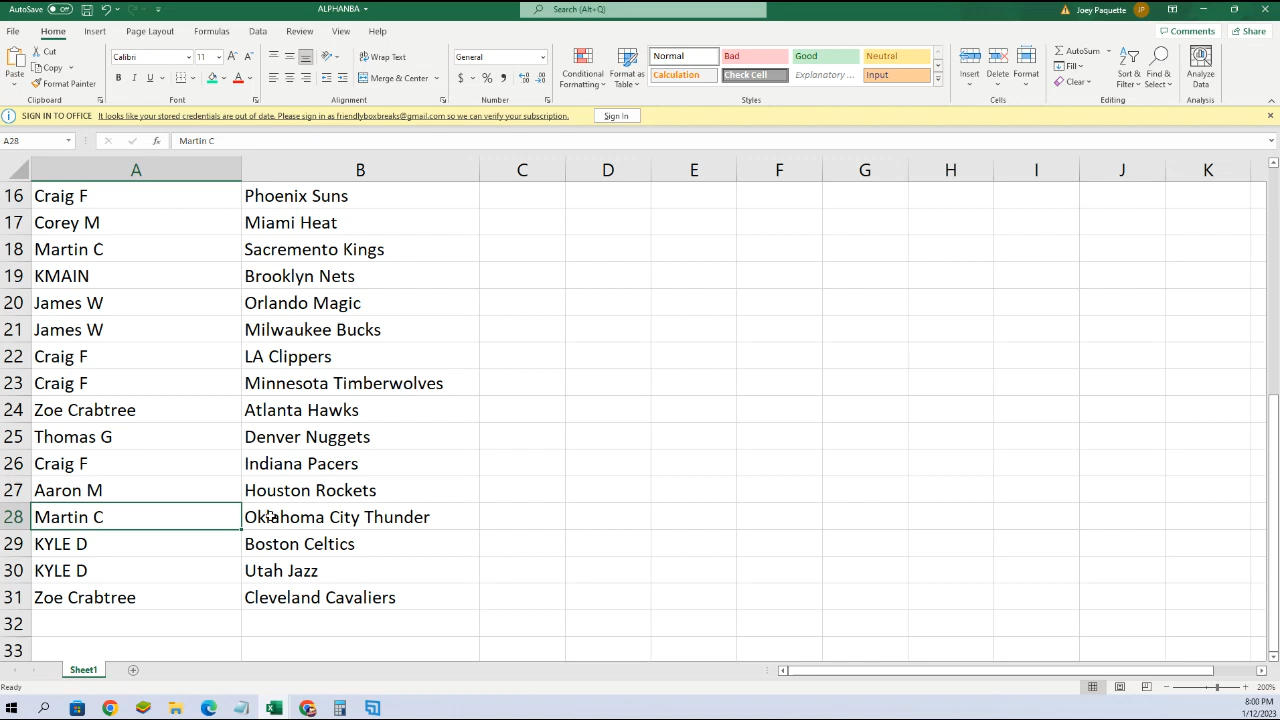 AutoSave Off
ALPHANBA
Search (Alt+Q)
Joey Paquette JP
File Home Insert Page Layout Formulas Data Review View Help
Comments Share
Paste
Cut
Copy
Format Painter
Clipboard
Calibri 11
B I U
Font
Wrap Text
Merge & Center
Alignment
General
$ % 9
Number
Conditional Formatting
Format as Table
Normal Bad Good Neutral
Calculation Check Cell Explanatory ... Input
Styles
Insert Delete Format
Cells
AutoSum
Fill
Clear
Sort & Filter
Find & Select
Editing
Analyze Data
Analysis
SIGN IN TO OFFICE It looks like your stored credentials are out of date. Please sign in as friendlyboxbreaks@gmail.com so we can verify your subscription. Sign In
A28 fx Martin C
A B C D E F G H I J K
16 Craig F Phoenix Suns
17 Corey M Miami Heat
18 Martin C Sacremento Kings
19 KMAIN Brooklyn Nets
20 James W Orlando Magic
21 James W Milwaukee Bucks
22 Craig F LA Clippers
23 Craig F Minnesota Timberwolves
24 Zoe Crabtree Atlanta Hawks
25 Thomas G Denver Nuggets
26 Craig F Indiana Pacers
27 Aaron M Houston Rockets
28 Martin C Oklahoma City Thunder
29 KYLE D Boston Celtics
30 KYLE D Utah Jazz
31 Zoe Crabtree Cleveland Cavaliers
32
33
Sheet1
Ready
200%
8:00 PM
1/12/2023